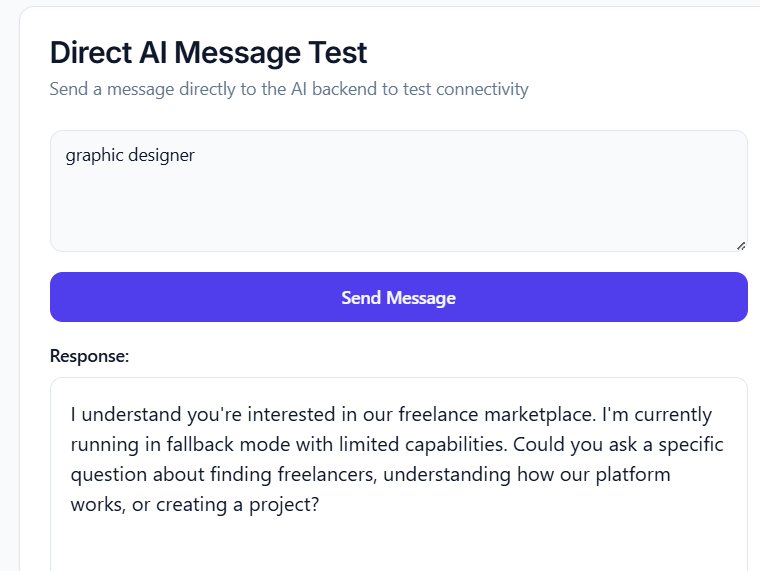 Direct AI Message Test
Send a message directly to the AI backend to test connectivity
graphic designer
Send Message
Response:
I understand you're interested in our freelance marketplace. I'm currently
running in fallback mode with limited capabilities. Could you ask a specific
question about finding freelancers, understanding how our platform
works, or creating a project?